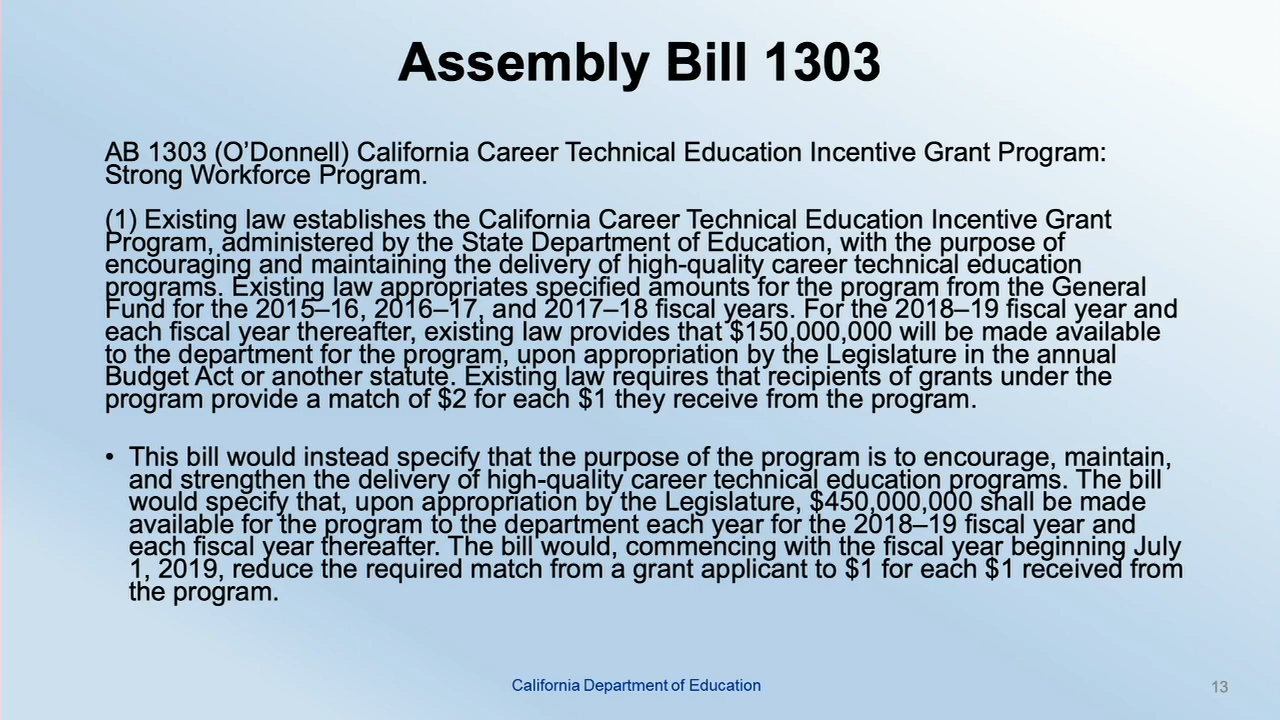 Assembly Bill 1303
AB 1303 (O’Donnell) California Career Technical Education Incentive Grant Program:
Strong Workforce Program.
(1) Existing law establishes the California Career Technical Education Incentive Grant
Program, administered by the State Department of Education, with the purpose of
encouraging and maintaining the delivery of high-quality career technical education
programs. Existing law appropriates specified amounts for the program from the General
Fund for the 2015–16, 2016–17, and 2017–18 fiscal years. For the 2018–19 fiscal year and
each fiscal year thereafter, existing law provides that $150,000,000 will be made available
to the department for the program, upon appropriation by the Legislature in the annual
Budget Act or another statute. Existing law requires that recipients of grants under the
program provide a match of $2 for each $1 they receive from the program.
• This bill would instead specify that the purpose of the program is to encourage, maintain,
and strengthen the delivery of high-quality career technical education programs. The bill
would specify that, upon appropriation by the Legislature, $450,000,000 shall be made
available for the program to the department each year for the 2018–19 fiscal year and
each fiscal year thereafter. The bill would, commencing with the fiscal year beginning July
1, 2019, reduce the required match from a grant applicant to $1 for each $1 received from
the program.
California Department of Education
13